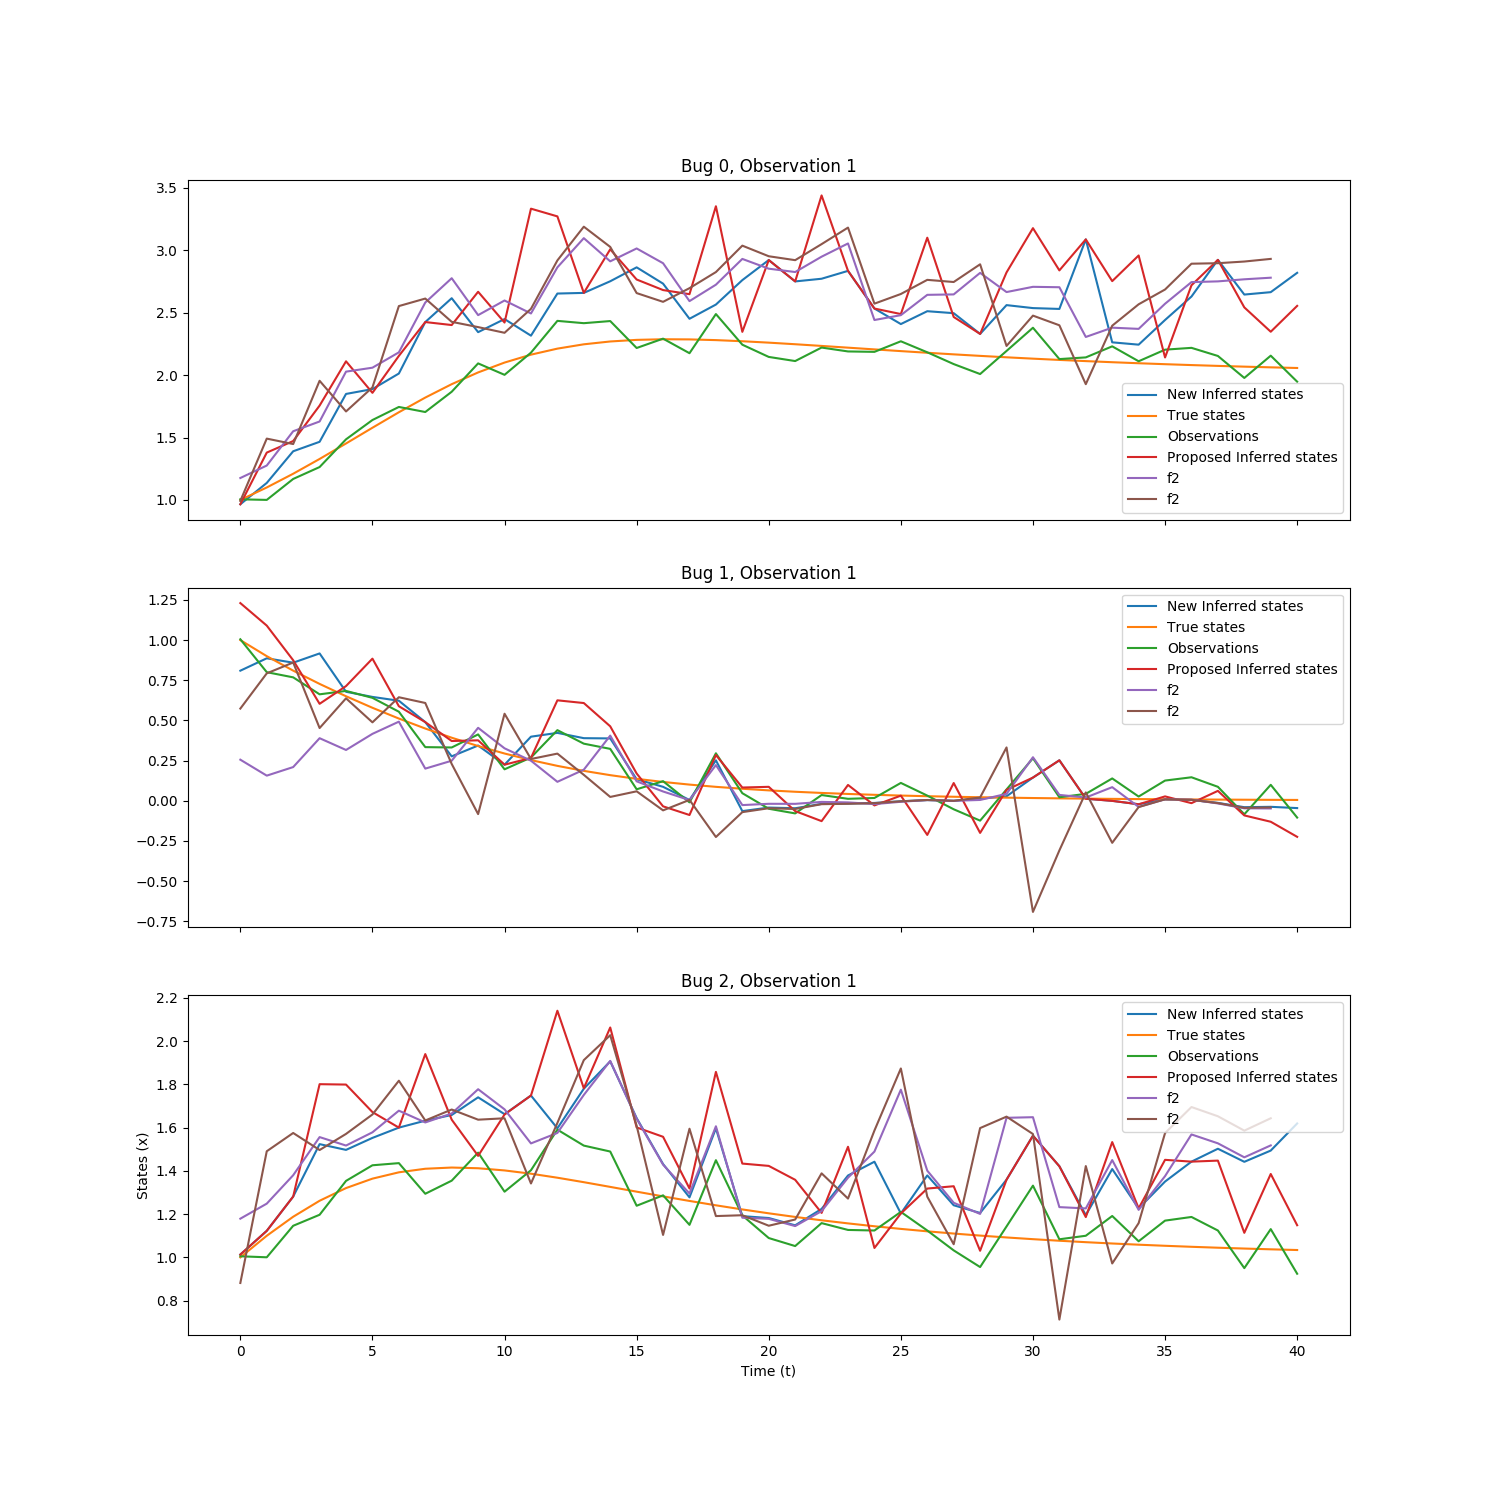 Bug 0, Observation 1
3.5
3.0
2.5
2.0
1.5
1.0
New Inferred states
True states
Observations
Proposed Inferred states
f2
f2
Bug 1, Observation 1
1.25
1.00
0.75
0.50
0.25
0.00
−0.25
−0.50
−0.75
New Inferred states
True states
Observations
Proposed Inferred states
f2
f2
Bug 2, Observation 1
2.2
2.0
1.8
1.6
1.4
1.2
1.0
0.8
States (x)
New Inferred states
True states
Observations
Proposed Inferred states
f2
f2
0 5 10 15 20 25 30 35 40
Time (t)